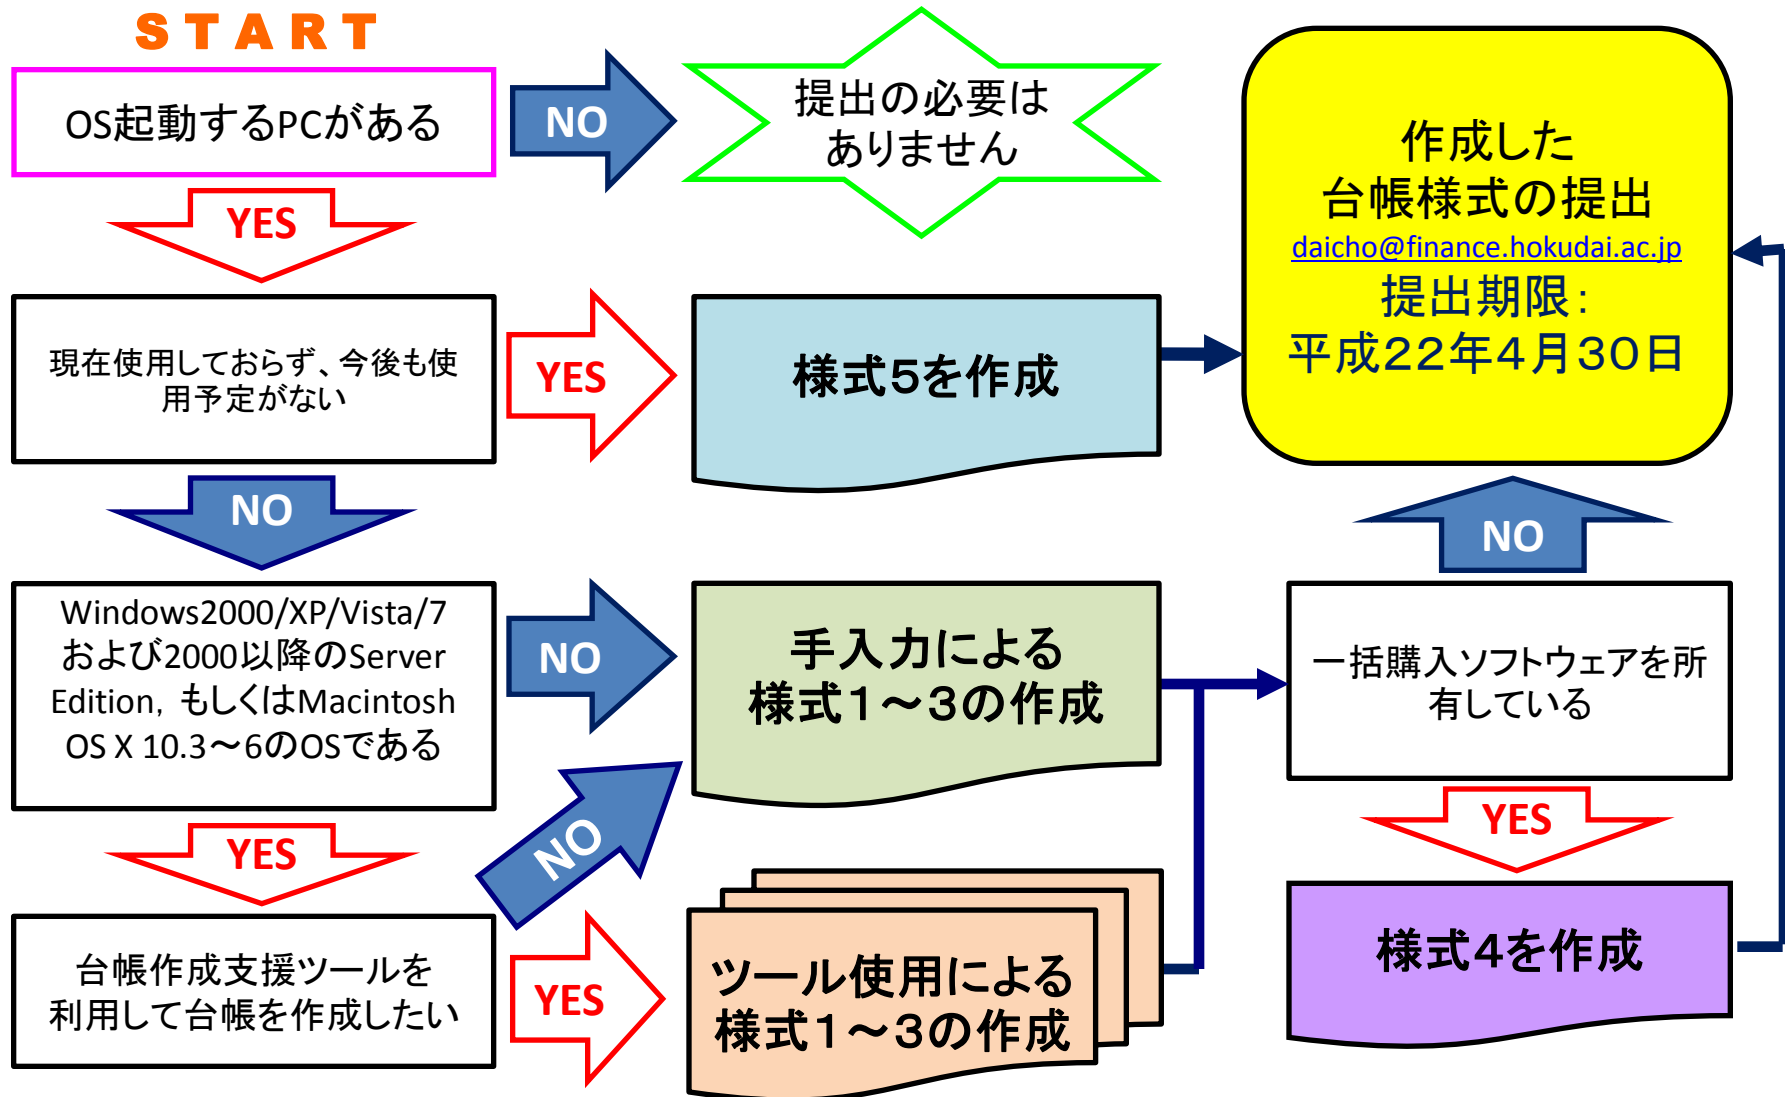 START
OS起動するPCがある
NO
提出の必要は
ありません
YES
現在使用しておらず、今後も使
用予定がない
YES
様式5を作成
作成した
台帳様式の提出
daicho@finance.hokudai.ac.jp
提出期限：
平成２２年４月３０日
NO
Windows2000/XP/Vista/7
および2000以降のServer
Edition, もしくはMacintosh
OS X 10.3～6のOSである
NO
手入力による
様式１～３の作成
NO
一括購入ソフトウェアを所
有している
YES
NO
YES
台帳作成支援ツールを
利用して台帳を作成したい
YES
ツール使用による
様式１～３の作成
様式4を作成